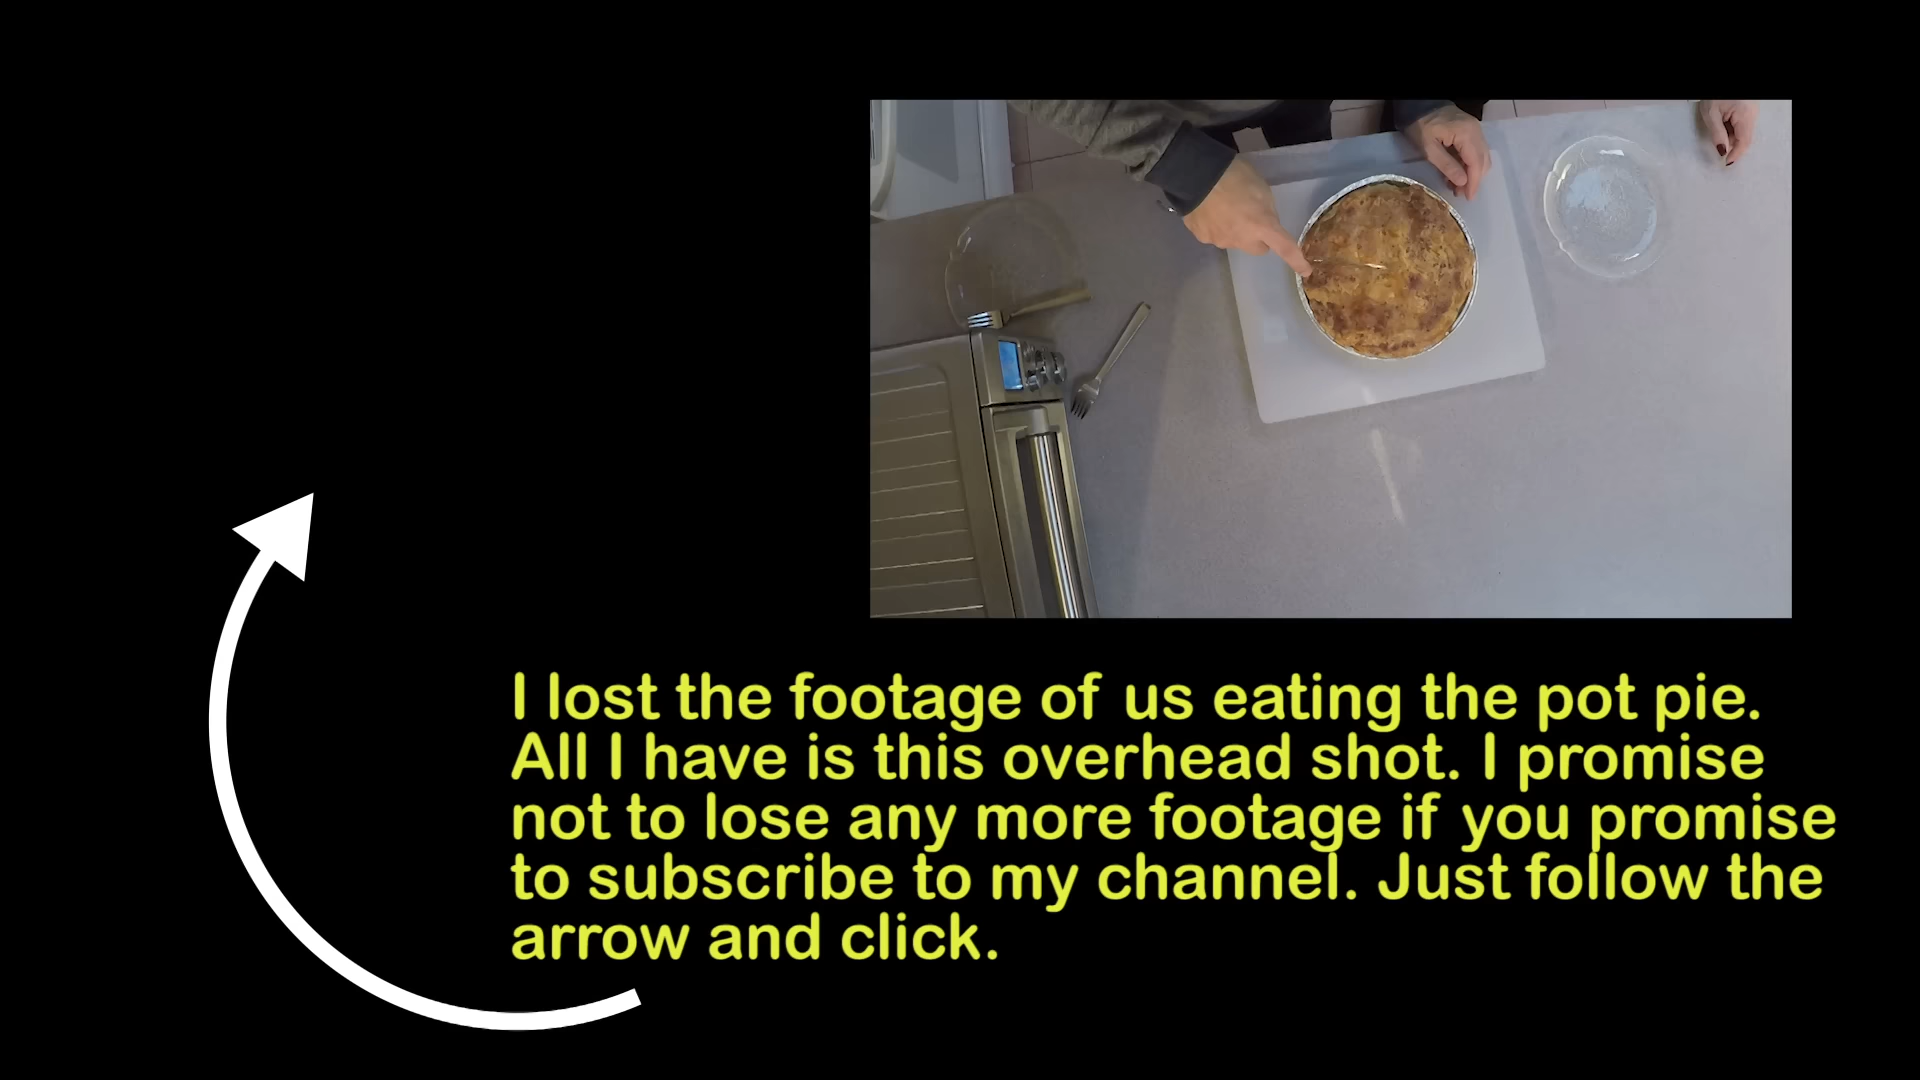 I lost the footage of us eating the pot pie.
All I have is this overhead shot. I promise
not to lose any more footage if you promise
to subscribe to my channel. Just follow the
arrow and click.